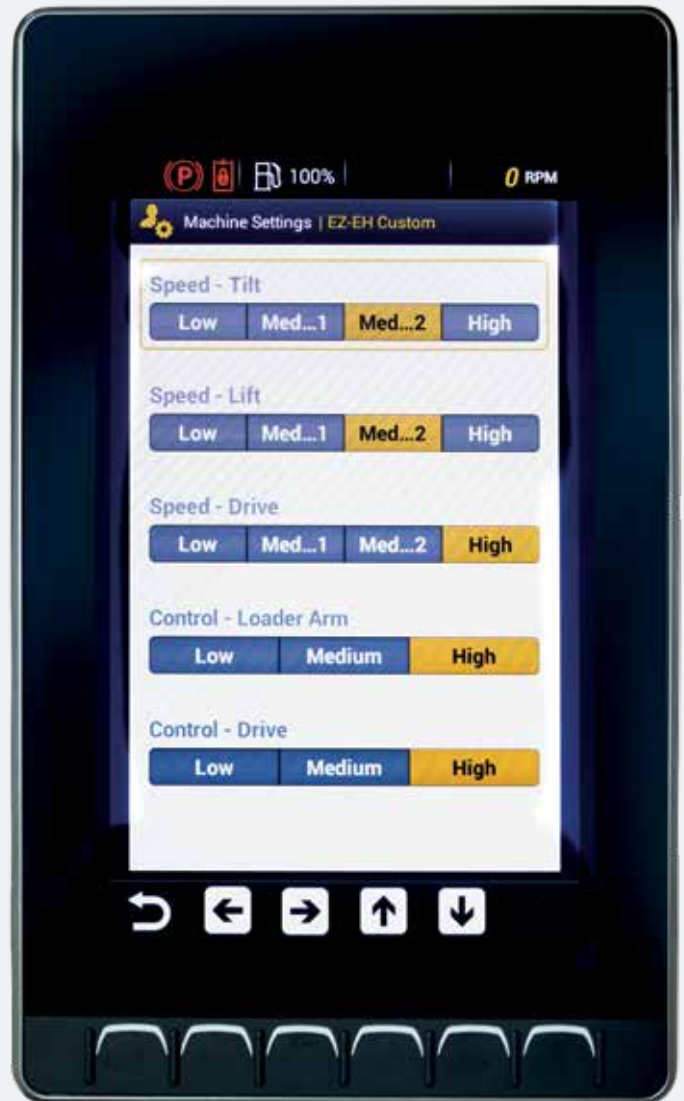 (P) 100% 0 RPM
Machine Settings | EZ-EH Custom
Speed - Tilt
Low Med...1 Med...2 High
Speed - Lift
Low Med...1 Med...2 High
Speed - Drive
Low Med...1 Med...2 High
Control - Loader Arm
Low Medium High
Control - Drive
Low Medium High